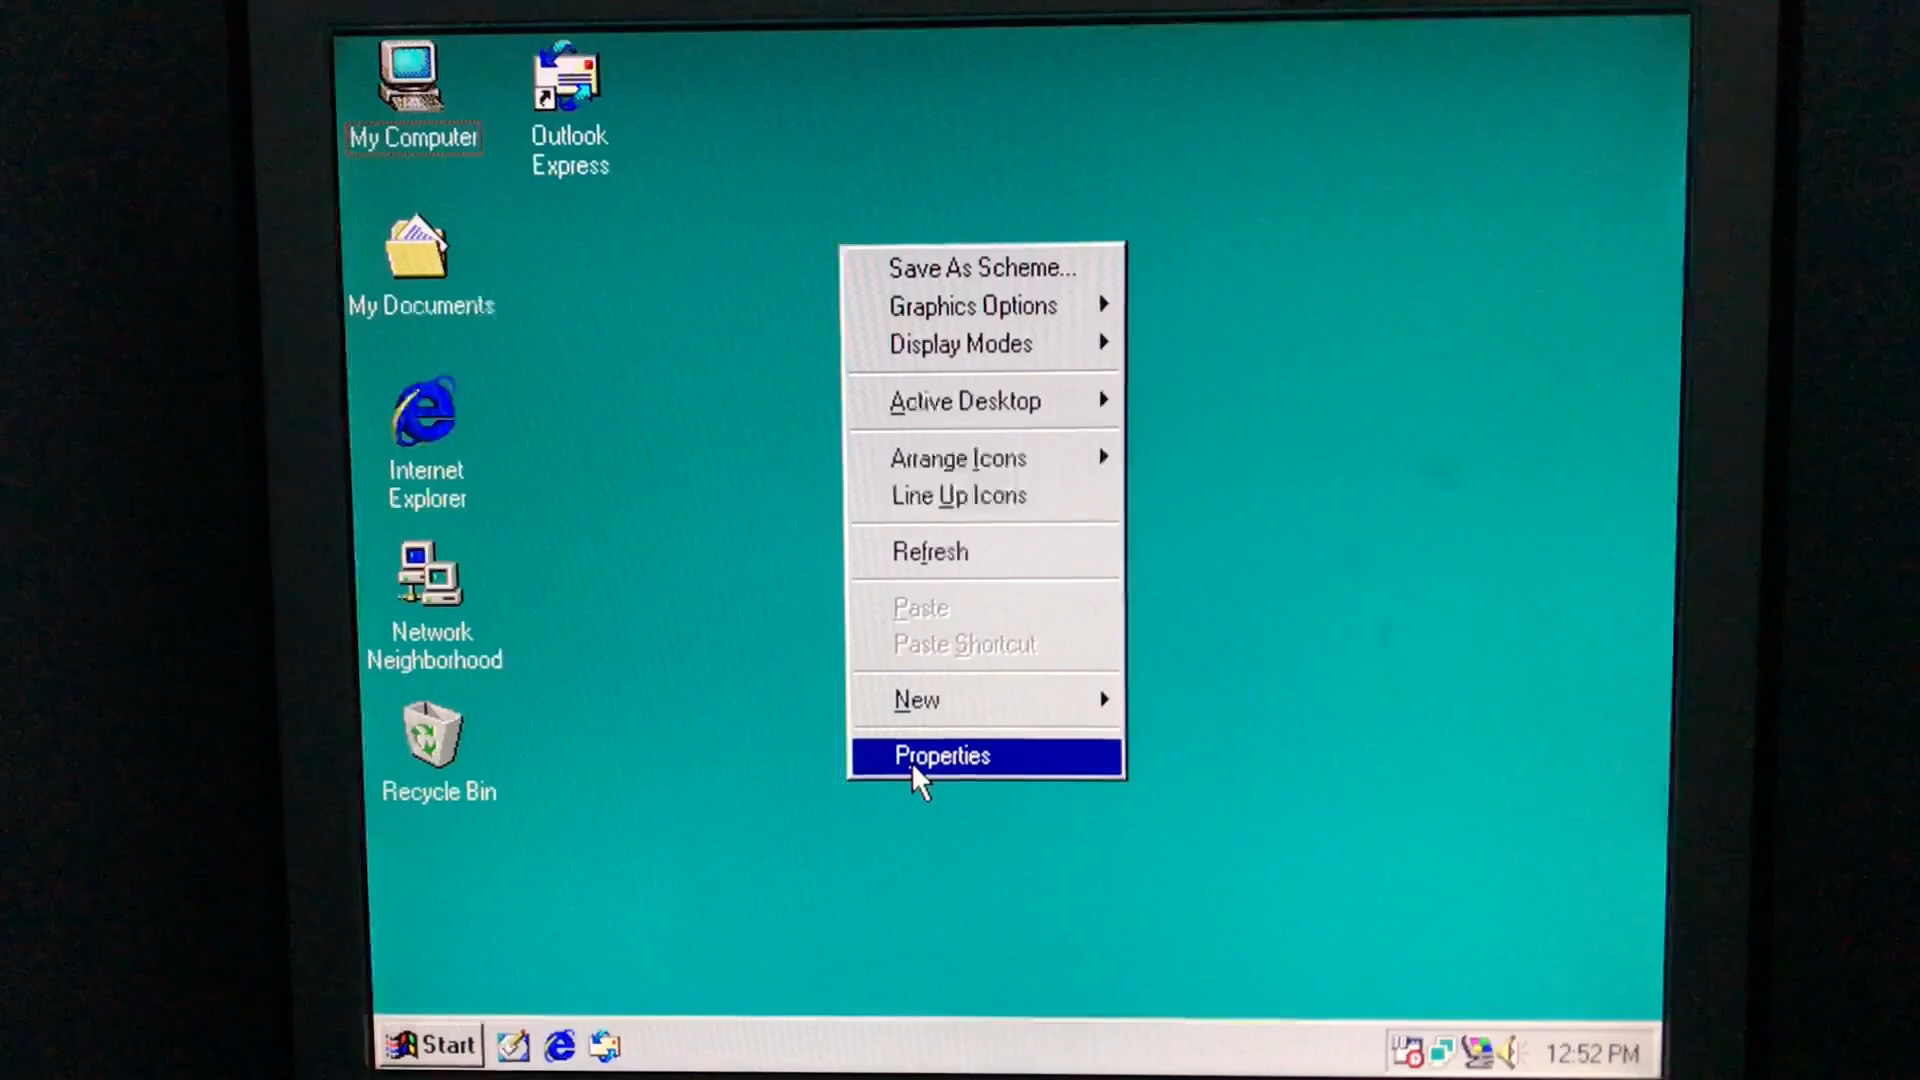 My Computer
Outlook
Express
My Documents
Internet
Explorer
Network
Neighborhood
Recycle Bin
Save As Scheme...
Graphics Options
Display Modes
Active Desktop
Arrange Icons
Line Up Icons
Refresh
Paste
Paste Shortcut
New
Properties
Start
12:52 PM